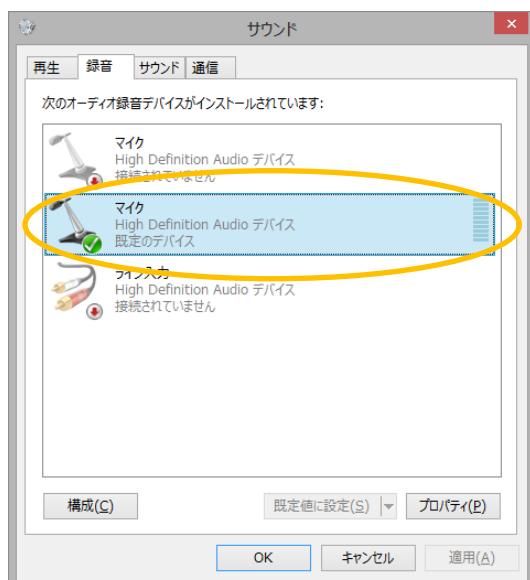 サウンド
再生 録音 サウンド 通信
次のオーディオ録音デバイスがインストールされています:
マイク
High Definition Audio デバイス
接続されていません
マイク
High Definition Audio デバイス
既定のデバイス
ライン入力
High Definition Audio デバイス
接続されていません
構成(C) 既定値に設定(S) プロパティ(P)
OK キャンセル 適用(A)